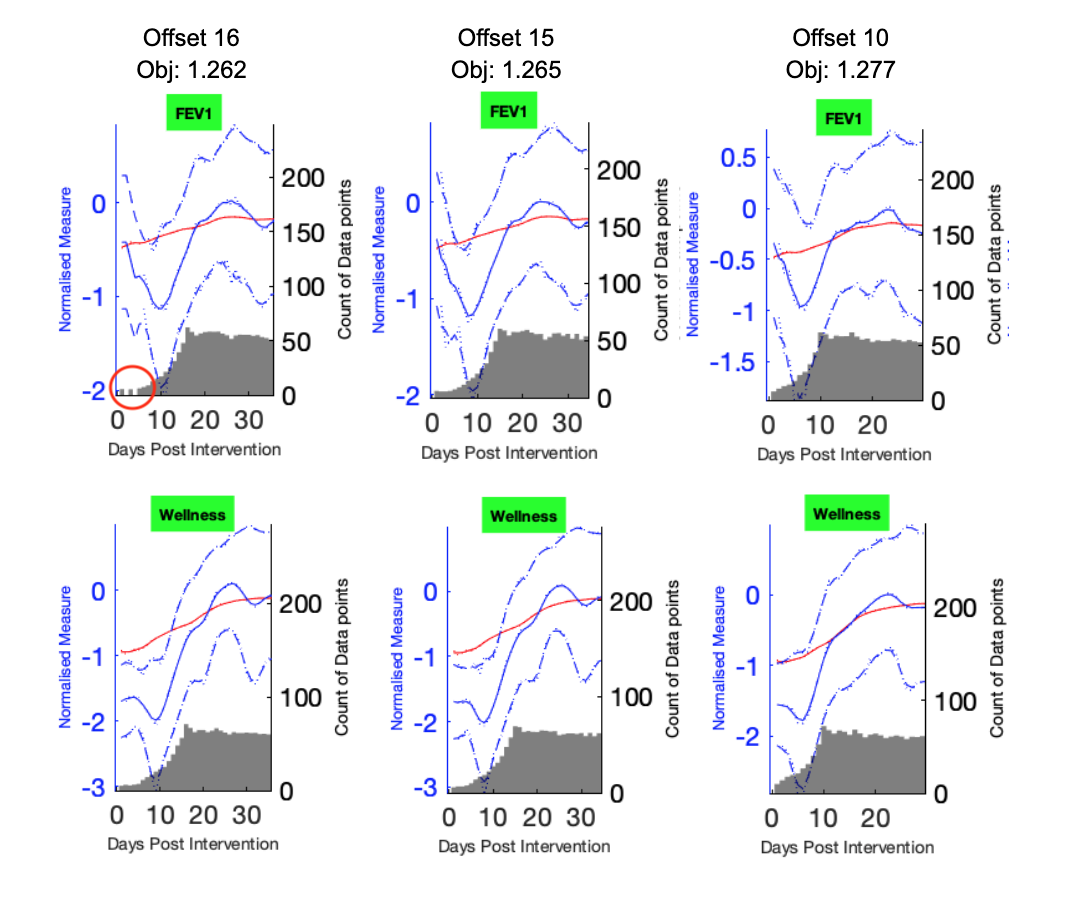 Offset 16
Obj: 1.262
Offset 15
Obj: 1.265
Offset 10
Obj: 1.277
FEV1
0
-1
-2
Normalised Measure
200
150
100
50
0
Count of Data points
0 10 20 30
Days Post Intervention
FEV1
0
-1
-2
Normalised Measure
200
150
100
50
0
Count of Data points
0 10 20 30
Days Post Intervention
FEV1
0.5
0
-0.5
-1
-1.5
Normalised Measure
200
150
100
50
0
Count of Data points
0 10 20
Days Post Intervention
Wellness
0
-1
-2
-3
Normalised Measure
200
100
0
Count of Data points
0 10 20 30
Days Post Intervention
Wellness
0
-1
-2
-3
Normalised Measure
200
100
0
Count of Data points
0 10 20 30
Days Post Intervention
Wellness
0
-1
-2
Normalised Measure
200
100
0
Count of Data points
0 10 20
Days Post Intervention